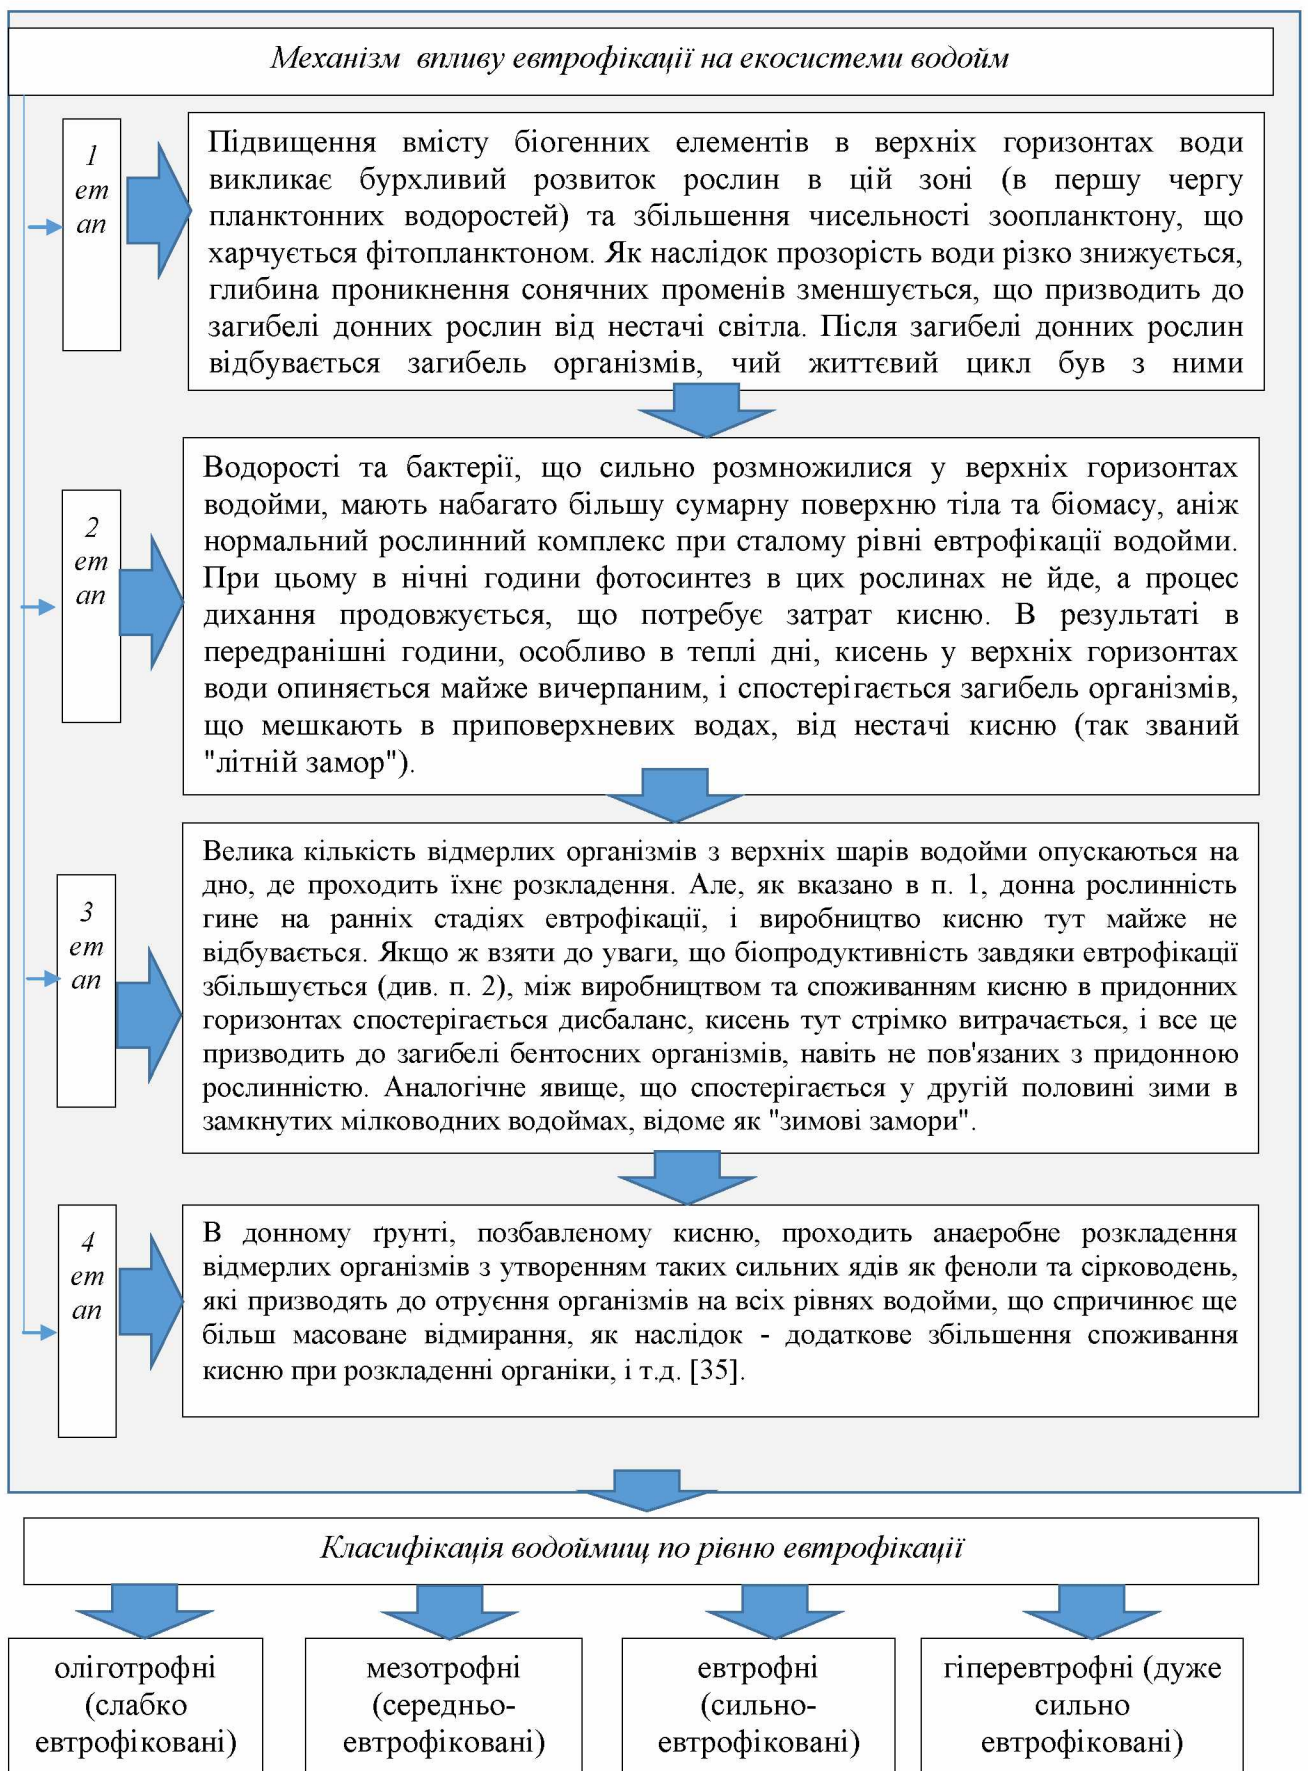 Механізм впливу евтрофікації на екосистеми водойм
1
ет
ап
Підвищення вмісту біогенних елементів в верхніх горизонтах води
викликає бурхливий розвиток рослин в цій зоні (в першу чергу
планктонних водоростей) та збільшення чисельності зоопланктону, що
харчується фітопланктоном. Як наслідок прозорість води різко знижується,
глибина проникнення сонячних променів зменшується, що призводить до
загибелі донних рослин від нестачі світла. Після загибелі донних рослин
відбувається загибель організмів, чий життєвий цикл був з ними
2
ет
ап
Водорості та бактерії, що сильно розмножилися у верхніх горизонтах
водойми, мають набагато більшу сумарну поверхню тіла та біомасу, аніж
нормальний рослинний комплекс при сталому рівні евтрофікації водойми.
При цьому в нічні години фотосинтез в цих рослинах не йде, а процес
дихання продовжується, що потребує затрат кисню. В результаті в
передранішні години, особливо в теплі дні, кисень у верхніх горизонтах
води опиняється майже вичерпаним, і спостерігається загибель організмів,
що мешкають в приповерхневих водах, від нестачі кисню (так званий
"літній замор").
3
ет
ап
Велика кількість відмерлих організмів з верхніх шарів водойми опускаються на
дно, де проходить їхнє розкладення. Але, як вказано в п. 1, донна рослинність
гине на ранніх стадіях евтрофікації, і виробництво кисню тут майже не
відбувається. Якщо ж взяти до уваги, що біопродуктивність завдяки евтрофікації
збільшується (див. п. 2), між виробництвом та споживанням кисню в придонних
горизонтах спостерігається дисбаланс, кисень тут стрімко витрачається, і все це
призводить до загибелі бентосних організмів, навіть не пов'язаних з придонною
рослинністю. Аналогічне явище, що спостерігається у другій половині зими в
замкнутих мілководних водоймах, відоме як "зимові замори".
4
ет
ап
В донному ґрунті, позбавленому кисню, проходить анаеробне розкладення
відмерлих організмів з утворенням таких сильних ядів як феноли та сірководень,
які призводять до отруєння організмів на всіх рівнях водойми, що спричинює ще
більш масоване відмирання, як наслідок - додаткове збільшення споживання
кисню при розкладенні органіки, і т.д. [35].
Класифікація водоймищ по рівню евтрофікації
оліготрофні
(слабко
евтрофіковані)
мезотрофні
(середньо-
евтрофіковані)
евтрофні
(сильно-
евтрофіковані)
гіперевтрофні (дуже
сильно
евтрофіковані)